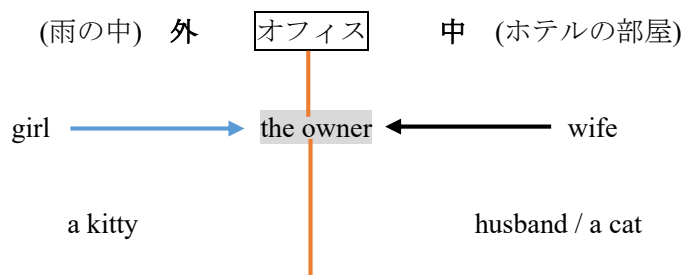 (雨の中) 外 オフィス 中 (ホテルの部屋)
girl the owner wife
a kitty husband / a cat